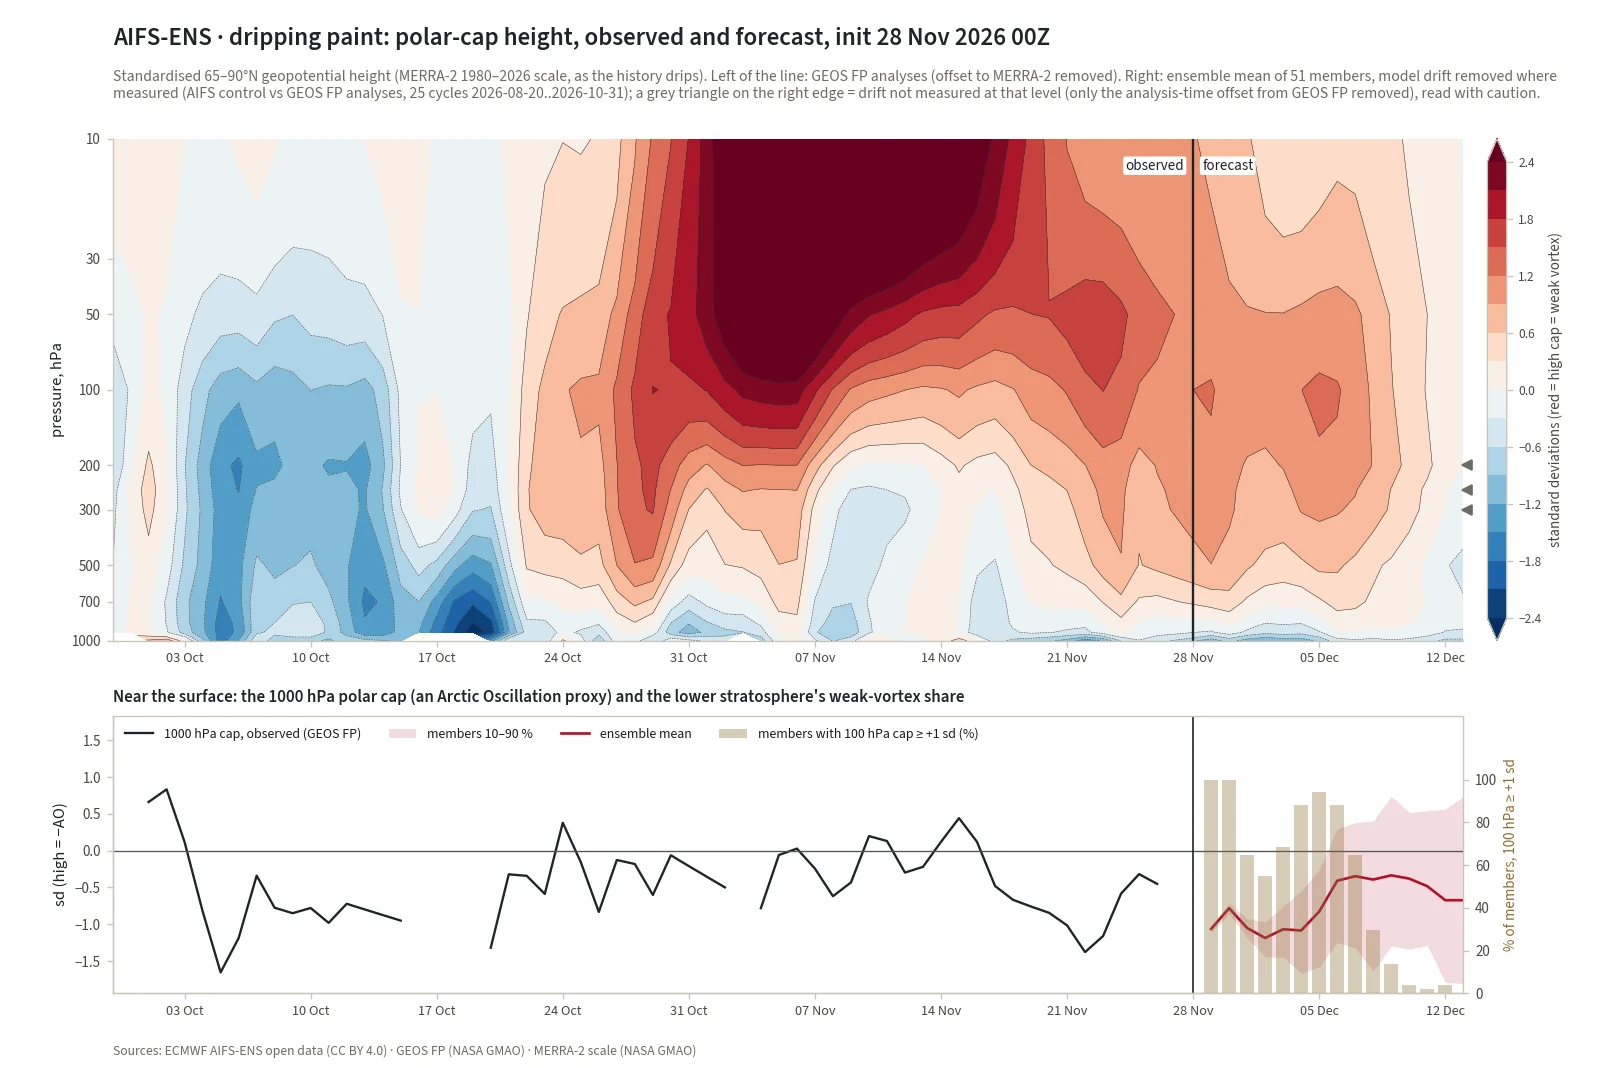 AIFS-ENS · dripping paint: polar-cap height, observed and forecast, init 28 Nov 2026 00Z
Standardised 65–90°N geopotential height (MERRA-2 1980–2026 scale, as the history drips). Left of the line: GEOS FP analyses (offset to MERRA-2 removed). Right: ensemble mean of 51 members, model drift removed where
measured (AIFS control vs GEOS FP analyses, 25 cycles 2026-08-20..2026-10-31); a grey triangle on the right edge = drift not measured at that level (only the analysis-time offset from GEOS FP removed), read with caution.
pressure, hPa
10
30
50
100
200
300
500
700
1000
observed
forecast
03 Oct
10 Oct
17 Oct
24 Oct
31 Oct
07 Nov
14 Nov
21 Nov
28 Nov
05 Dec
12 Dec
2.4
1.8
1.2
0.6
0.0
−0.6
−1.2
−1.8
−2.4
standard deviations (red = high cap = weak vortex)
Near the surface: the 1000 hPa polar cap (an Arctic Oscillation proxy) and the lower stratosphere's weak-vortex share
1000 hPa cap, observed (GEOS FP)
members 10–90 %
ensemble mean
members with 100 hPa cap ≥ +1 sd (%)
sd (high = −AO)
1.5
1.0
0.5
0.0
−0.5
−1.0
−1.5
100
80
60
40
20
0
% of members, 100 hPa ≥ +1 sd
03 Oct
10 Oct
17 Oct
24 Oct
31 Oct
07 Nov
14 Nov
21 Nov
28 Nov
05 Dec
12 Dec
Sources: ECMWF AIFS-ENS open data (CC BY 4.0) · GEOS FP (NASA GMAO) · MERRA-2 scale (NASA GMAO)